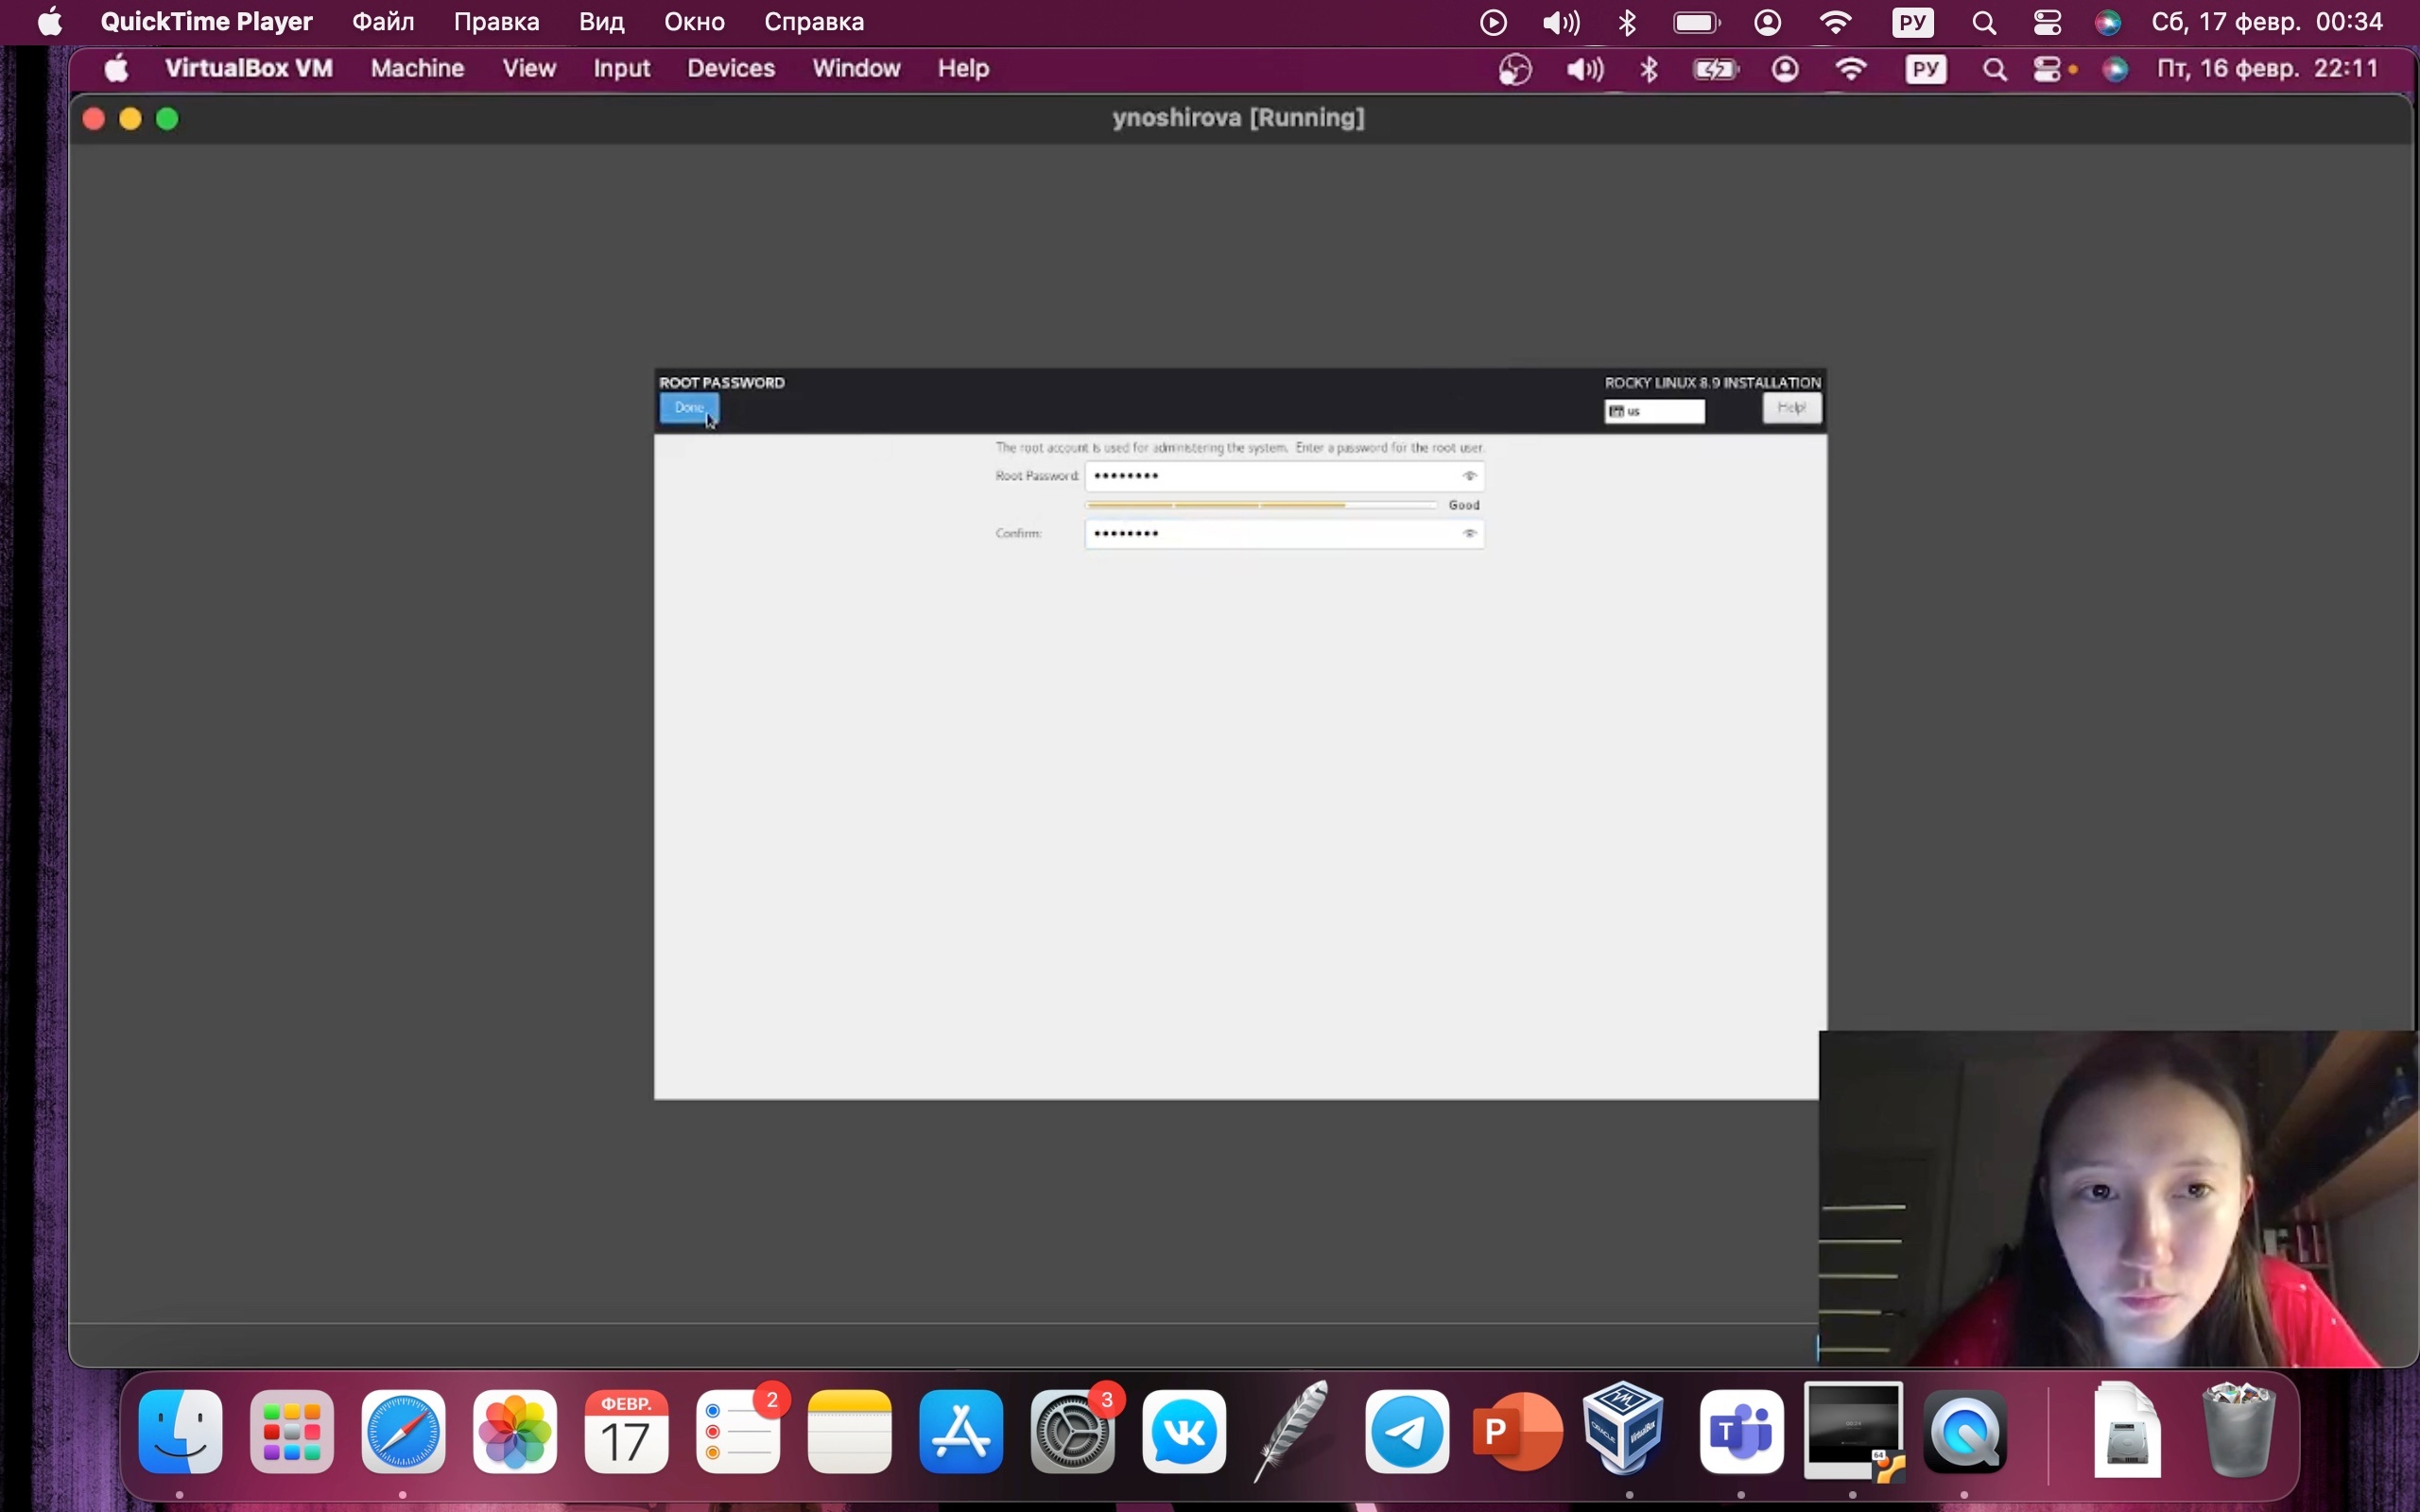 QuickTime Player Файл Правка Вид Окно Справка РУ Сб, 17 февр. 00:34
VirtualBox VM Machine View Input Devices Window Help РУ Пт, 16 февр. 22:11
ynoshirova [Running]
ROOT PASSWORD ROCKY LINUX 8.9 INSTALLATION
Done us Help!
The root account is used for administering the system. Enter a password for the root user.
Root Password: ••••••••
Good
Confirm: ••••••••
ФЕВР. 2 3
17 P T